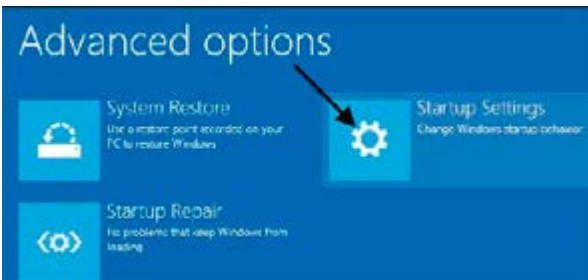 Advanced options
System Restore
Use a restore point recorded on your
PC to restore Windows
Startup Settings
Change Windows startup behavior
Startup Repair
Fix problems that keep Windows from
loading